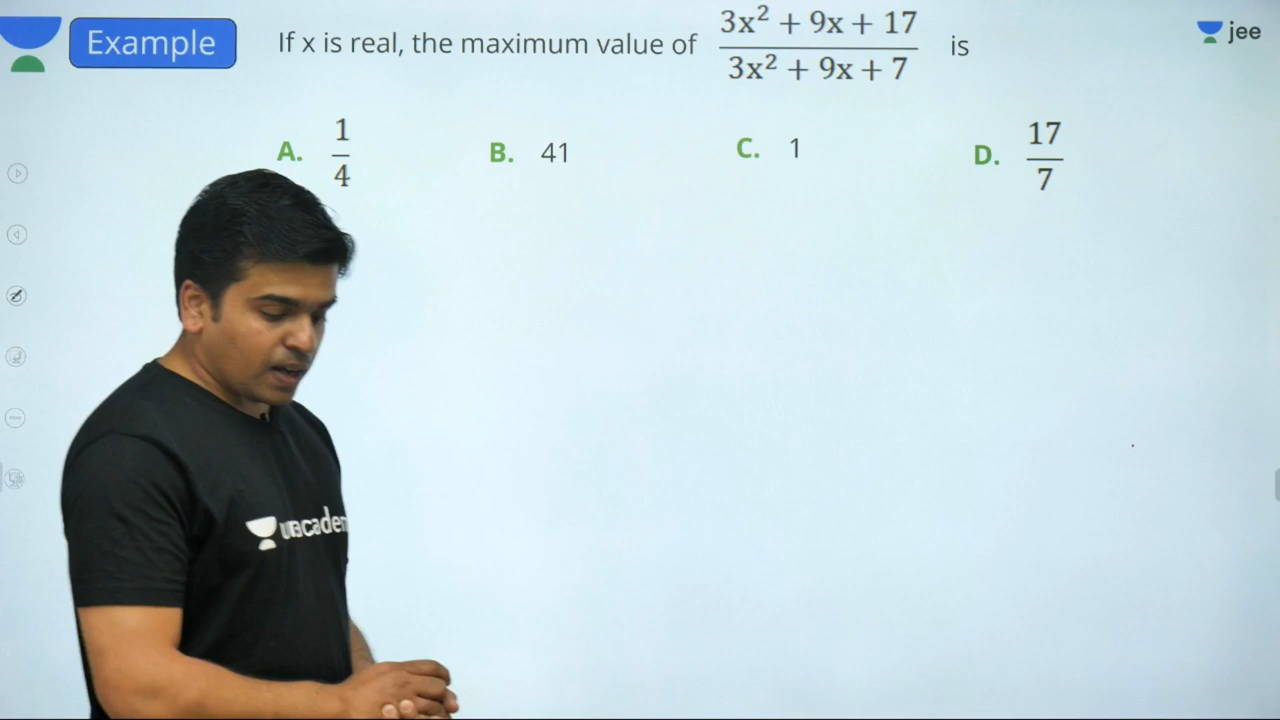 Example If x is real, the maximum value of (3x² + 9x + 17)/(3x² + 9x + 7) is
jee
A. 1/4 B. 41 C. 1 D. 17/7